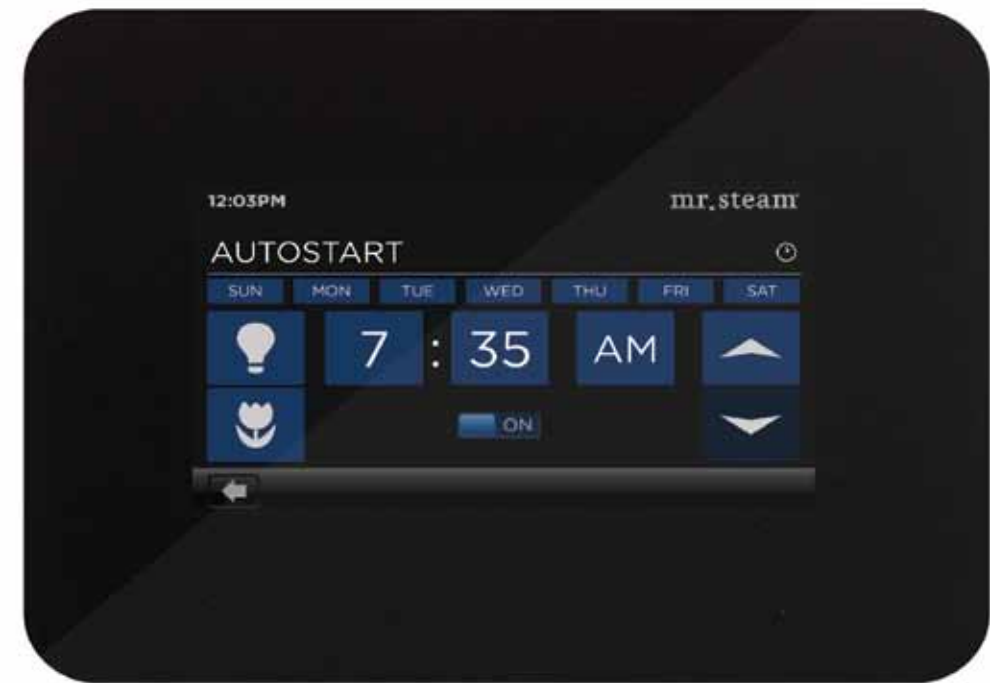 12:03PM mr.steam
AUTOSTART
SUN MON TUE WED THU FRI SAT
7 : 35 AM
ON